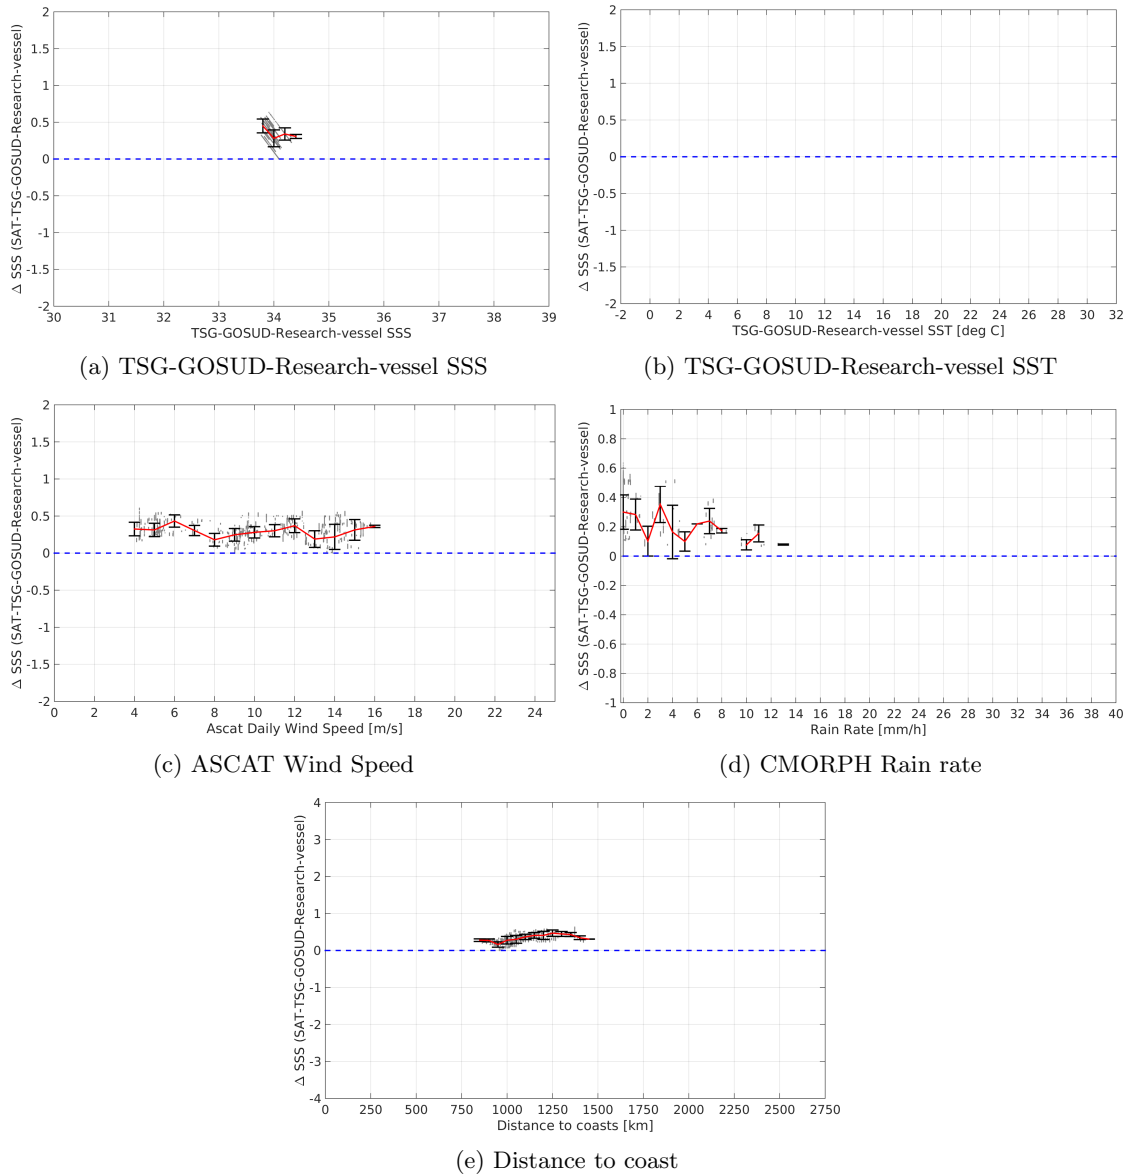 Δ SSS (SAT-TSG-GOSUD-Research-vessel)
2
1.5
1
0.5
0
-0.5
-1
-1.5
-2
30 31 32 33 34 35 36 37 38 39
TSG-GOSUD-Research-vessel SSS
(a) TSG-GOSUD-Research-vessel SSS
Δ SSS (SAT-TSG-GOSUD-Research-vessel)
2
1.5
1
0.5
0
-0.5
-1
-1.5
-2
-2 0 2 4 6 8 10 12 14 16 18 20 22 24 26 28 30 32
TSG-GOSUD-Research-vessel SST [deg C]
(b) TSG-GOSUD-Research-vessel SST
Δ SSS (SAT-TSG-GOSUD-Research-vessel)
2
1.5
1
0.5
0
-0.5
-1
-1.5
-2
0 2 4 6 8 10 12 14 16 18 20 22 24
Ascat Daily Wind Speed [m/s]
(c) ASCAT Wind Speed
Δ SSS (SAT-TSG-GOSUD-Research-vessel)
1
0.8
0.6
0.4
0.2
0
-0.2
-0.4
-0.6
-0.8
-1
0 2 4 6 8 10 12 14 16 18 20 22 24 26 28 30 32 34 36 38 40
Rain Rate [mm/h]
(d) CMORPH Rain rate
Δ SSS (SAT-TSG-GOSUD-Research-vessel)
4
3
2
1
0
-1
-2
-3
-4
0 250 500 750 1000 1250 1500 1750 2000 2250 2500 2750
Distance to coasts [km]
(e) Distance to coast